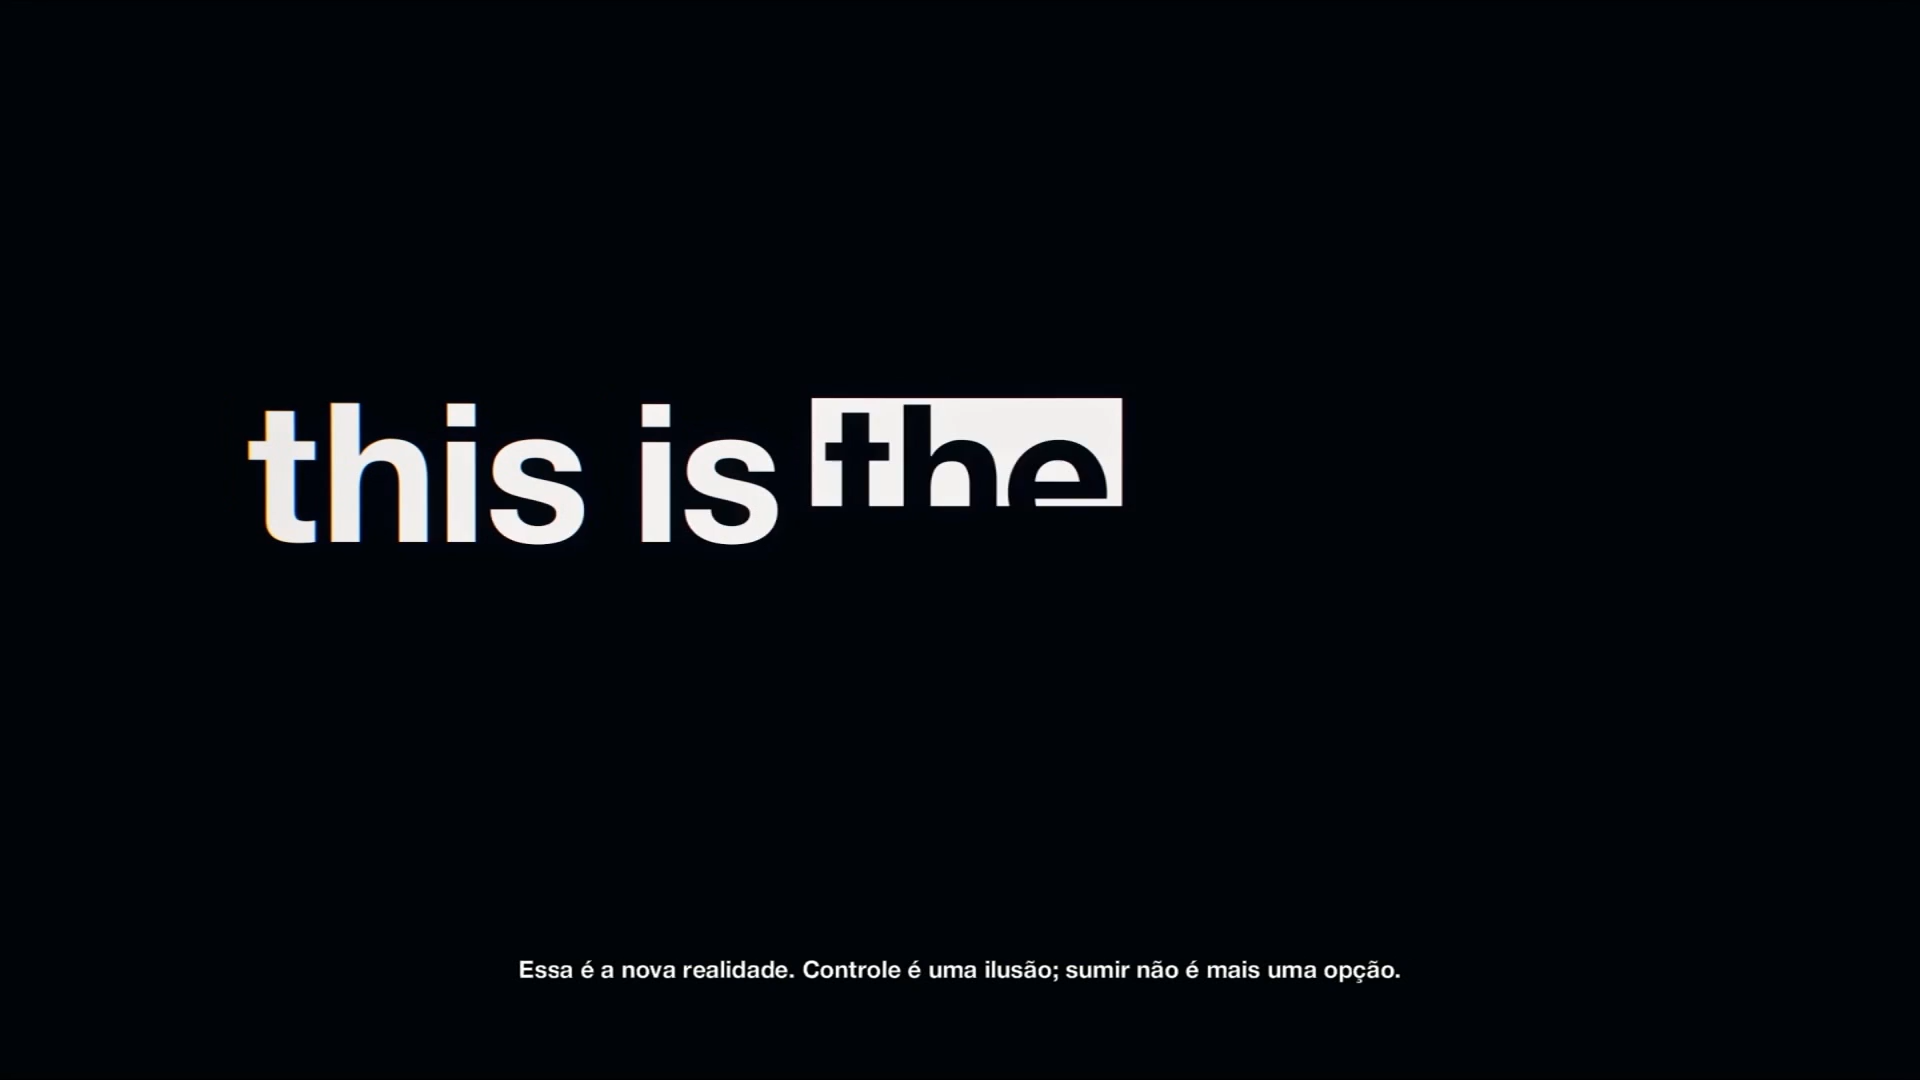 this is the
Essa é a nova realidade. Controle é uma ilusão; sumir não é mais uma opção.